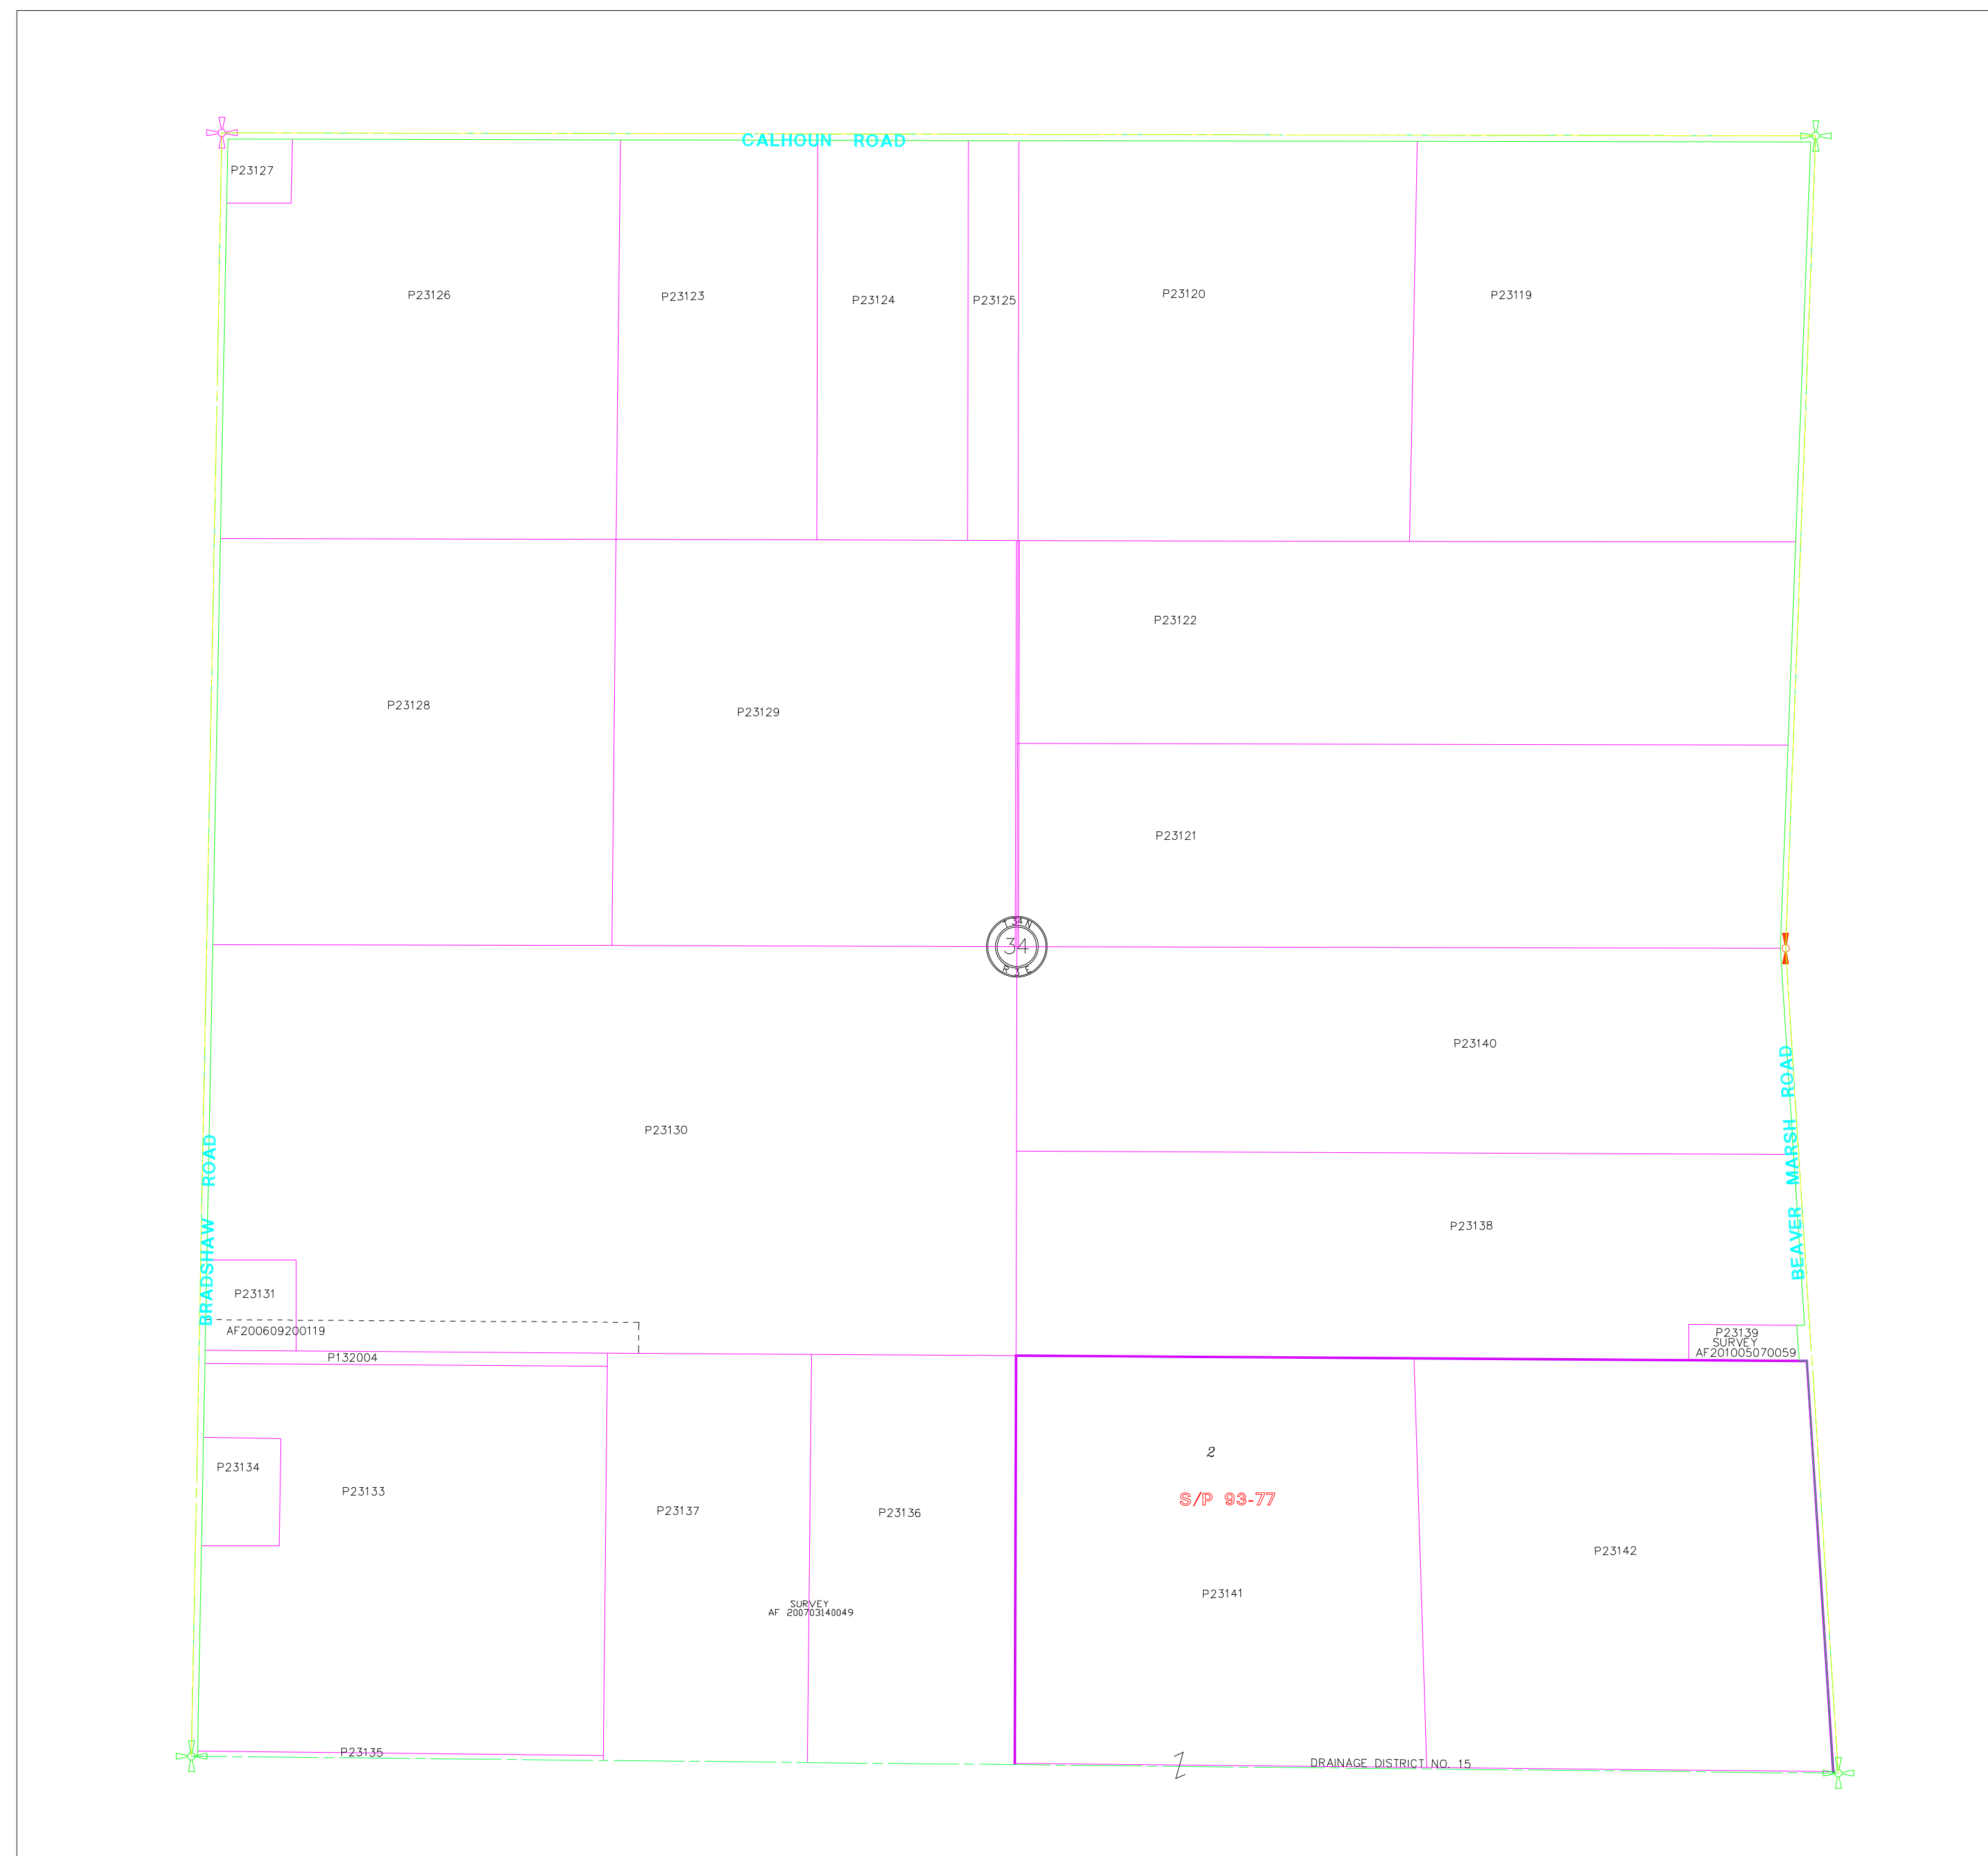 CALHOUN ROAD
P23127
P23126
P23123
P23124
P23125
P23120
P23119
P23122
P23128
P23129
P23121
T 34 N
34
R 3 E
P23140
BEAVER MARSH ROAD
P23130
BRADSHAW ROAD
P23138
P23131
AF200609200119
P132004
P23139
SURVEY
AF201005070059
2
S/P 93-77
P23134
P23133
P23137
P23136
P23142
P23141
SURVEY
AF 200703140049
P23135
Z
DRAINAGE DISTRICT NO. 15